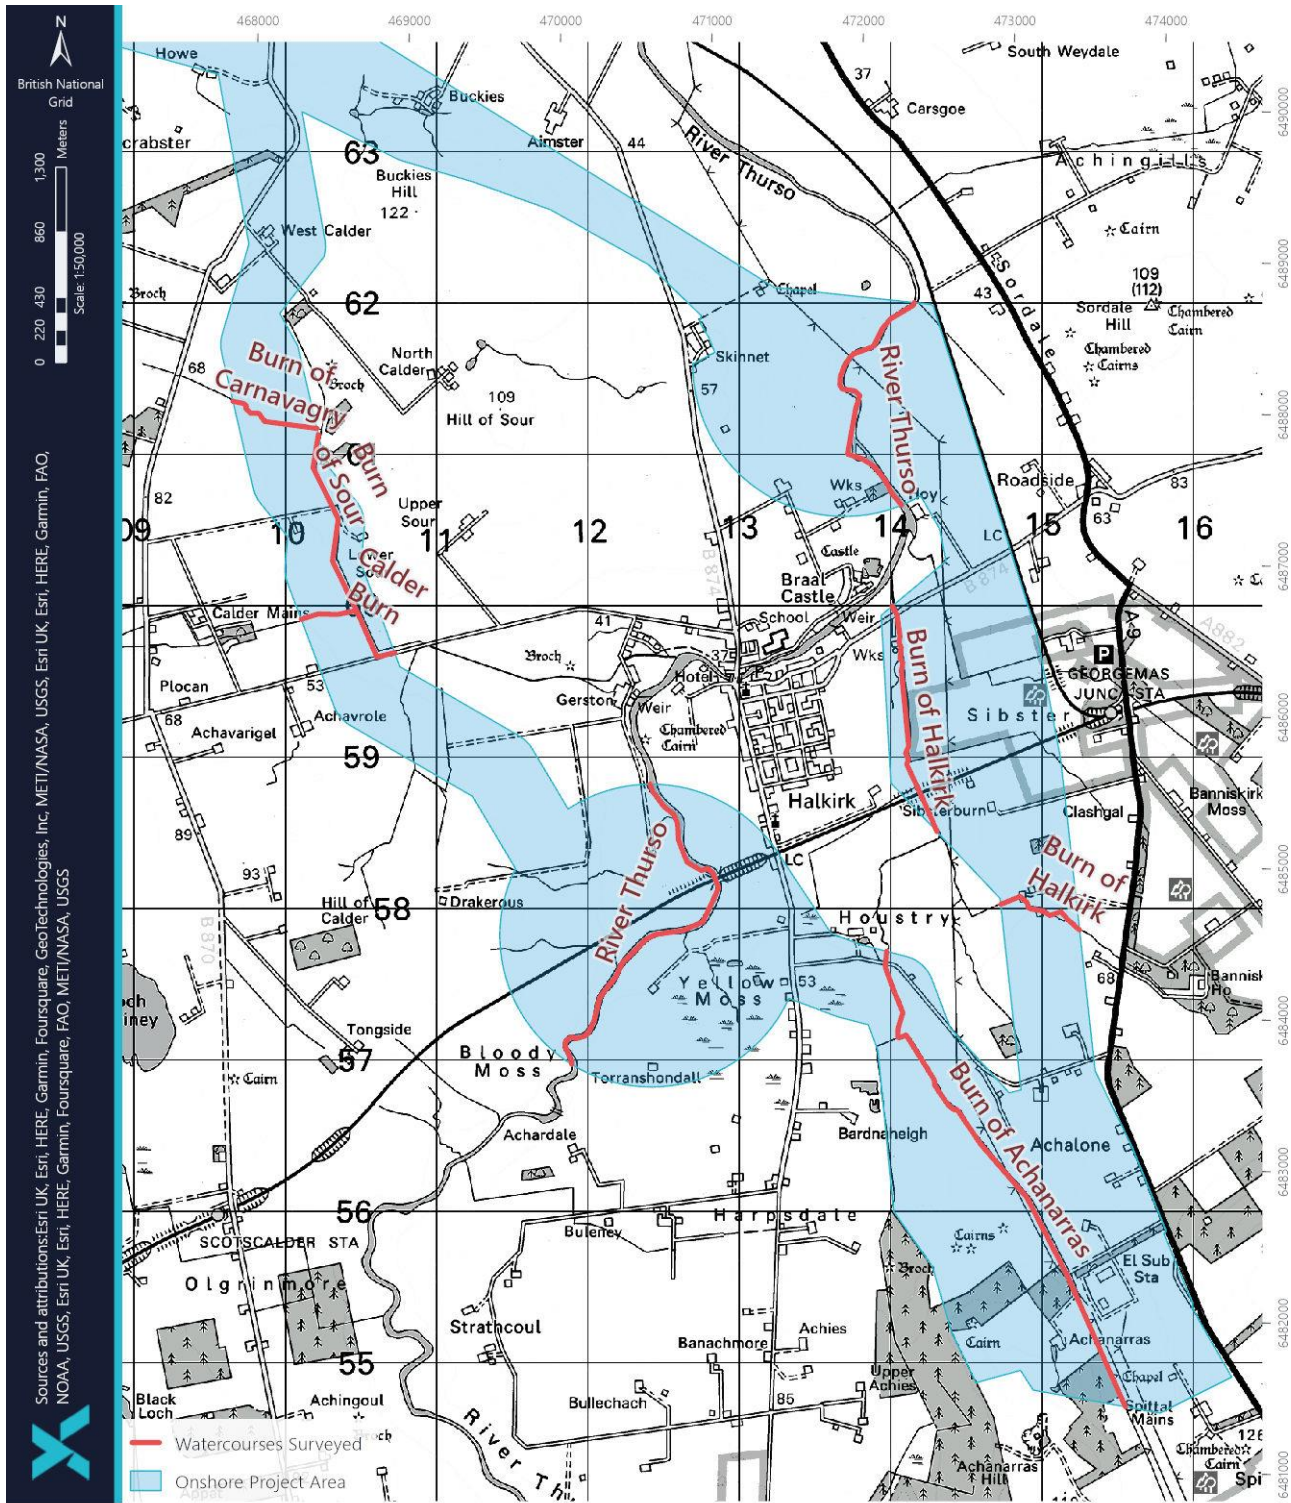 468000
469000
470000
471000
472000
473000
474000
6490000
6489000
6488000
6487000
6486000
6485000
6484000
6483000
6482000
6481000
N
British National
Grid
0 220 430 860 1,300
Meters
Scale: 1:50,000
Sources and attributions:Esri UK, Esri, HERE, Garmin, Foursquare, GeoTechnologies, Inc, METI/NASA, USGS, Esri UK, Esri, HERE, Garmin, FAO,
NOAA, USGS, Esri UK, Esri, HERE, Garmin, Foursquare, FAO, METI/NASA, USGS
Howe
Buckies
Aimster
37
Carsgoe
South Weydale
crabster
63
44
River Thurso
Achingills
Buckies
Hill
122
West Calder
Cairn
Broch
62
Chapel
43
Sordale
109
(112)
Sordale
Hill
Chambered
Cairn
Chambered
Cairns
68
Burn of
Carnavagry
Broch
North
Calder
109
Hill of Sour
Skinnet
57
River Thurso
Burn
of Sour
82
Upper
Sour
Wks
Roadside
83
63
09
10
11
12
13
14
15
16
Lower
Calder
Burn
B 874
Castle
Braal
Castle
LC
B 874
Calder Mains
41
School
Weir
A9
A882
Broch
37
Hotel
Wks
Burn of Halkirk
P
GEORGEMAS
JUNC STA
Plocan
53
Gerston
Weir
68
Achavarigel
Achavrole
Chambered
Cairn
Sibster
59
Halkirk
Sibsterburn
Clashgal
Banniskirk
Moss
89
River Thurso
LC
93
Hill of
Calder
58
Drakerous
Houstry
Burn of
Halkirk
B 870
Yellow
Moss
53
68
Tongside
57
Bloody
Moss
Torranshondall
Cairn
Burn of Achanarras
Achardale
Bardnaheigh
Achalone
56
SCOTSCALDER STA
Buleney
Harpsdale
Cairns
Broch
El Sub
Sta
Olgrinmore
Strathcoul
Banachmore
Achies
Cairn
Achanarras
55
Upper
Achies
Chapel
Black
Loch
Achingoul
Bullechach
85
Spittal
Mains
Broch
River Th
Achanarras
Hill
Chambered
Cairn
126
Spi
Watercourses Surveyed
Onshore Project Area